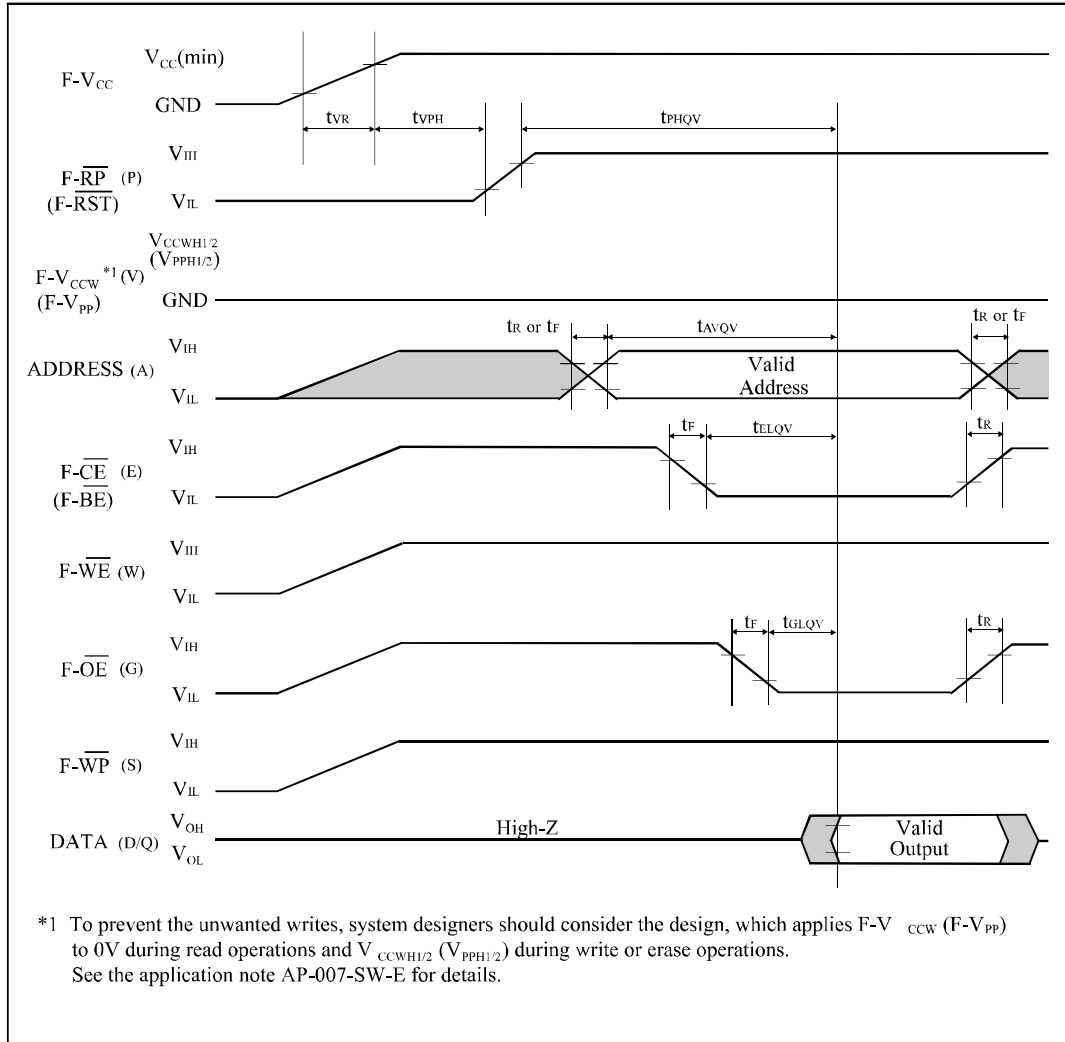 VCC(min)
F-VCC
GND
tVR
tVPH
tPHQV
VIH
F-RP (P)
(F-RST)
VIL
VCCWH1/2
(VPPH1/2)
F-VCCW *1 (V)
(F-VPP)
GND
tR or tF
tAVQV
tR or tF
VIH
ADDRESS (A)
Valid
Address
VIL
tF
tELQV
tR
VIH
F-CE (E)
(F-BE)
VIL
VIH
F-WE (W)
VIL
tF
tGLQV
tR
VIH
F-OE (G)
VIL
VIH
F-WP (S)
VIL
VOH
DATA (D/Q)
High-Z
Valid
Output
VOL
*1 To prevent the unwanted writes, system designers should consider the design, which applies F-V CCW (F-VPP)
to 0V during read operations and V CCWH1/2 (VPPH1/2) during write or erase operations.
See the application note AP-007-SW-E for details.